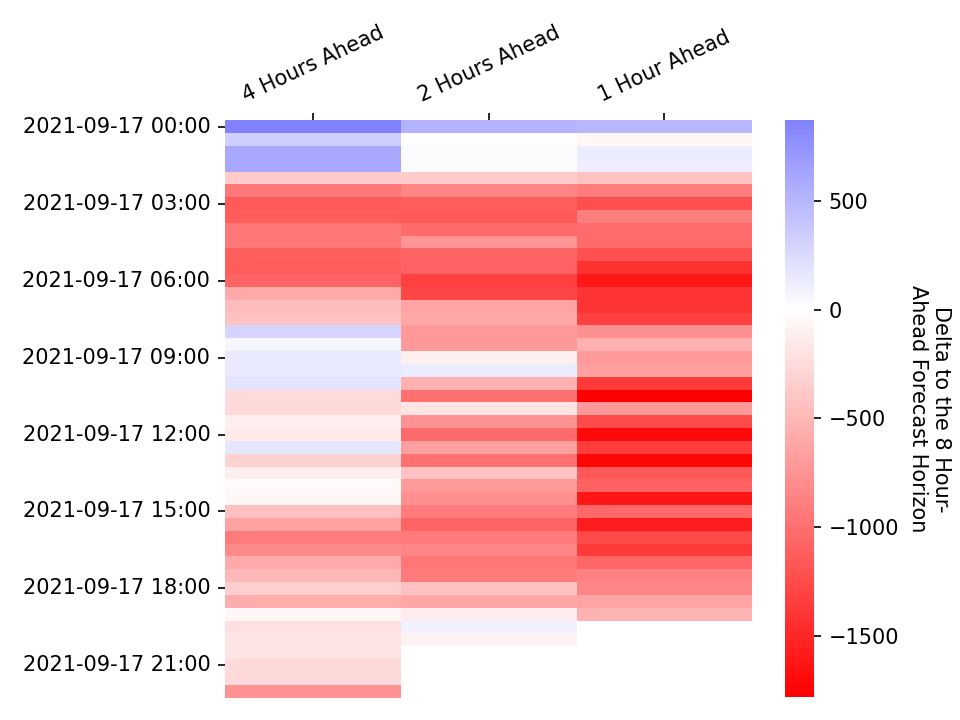 4 Hours Ahead
2 Hours Ahead
1 Hour Ahead
2021-09-17 00:00
2021-09-17 03:00
2021-09-17 06:00
2021-09-17 09:00
2021-09-17 12:00
2021-09-17 15:00
2021-09-17 18:00
2021-09-17 21:00
500
0
−500
−1000
−1500
Delta to the 8 Hour-
Ahead Forecast Horizon